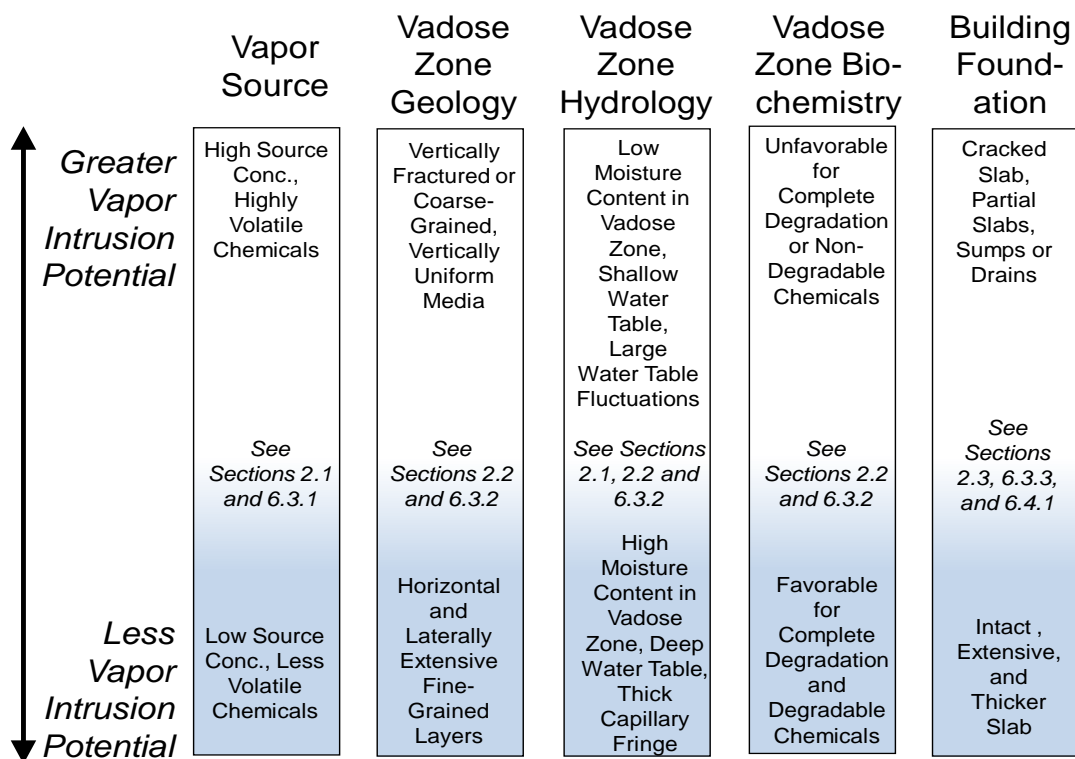 Vapor
Source
Vadose
Zone
Geology
Vadose
Zone
Hydrology
Vadose
Zone Bio-
chemistry
Building
Found-
ation
Greater
Vapor
Intrusion
Potential
High Source
Conc.,
Highly
Volatile
Chemicals
Vertically
Fractured or
Coarse-
Grained,
Vertically
Uniform
Media
Low
Moisture
Content in
Vadose
Zone,
Shallow
Water
Table,
Large
Water Table
Fluctuations
Unfavorable
for
Complete
Degradation
or Non-
Degradable
Chemicals
Cracked
Slab,
Partial
Slabs,
Sumps or
Drains
See
Sections 2.1
and 6.3.1
See
Sections 2.2
and 6.3.2
See Sections
2.1, 2.2 and
6.3.2
See
Sections 2.2
and 6.3.2
See
Sections
2.3, 6.3.3,
and 6.4.1
Less
Vapor
Intrusion
Potential
Low Source
Conc., Less
Volatile
Chemicals
Horizontal
and
Laterally
Extensive
Fine-
Grained
Layers
High
Moisture
Content in
Vadose
Zone, Deep
Water Table,
Thick
Capillary
Fringe
Favorable
for
Complete
Degradation
and
Degradable
Chemicals
Intact ,
Extensive,
and
Thicker
Slab